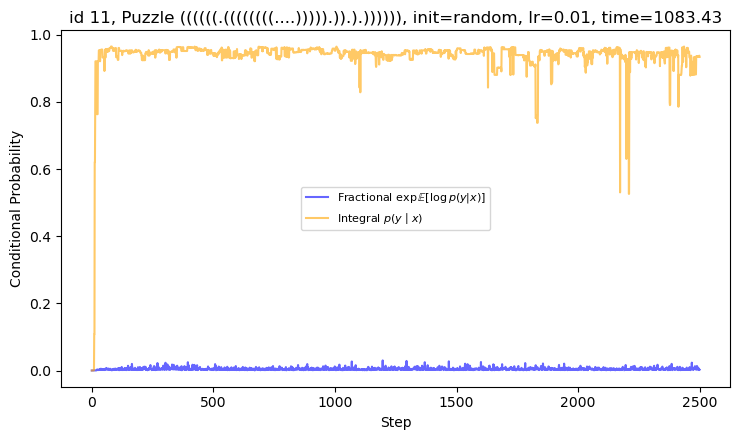 id 11, Puzzle ((((((.((((((((....))))).)).).)))))), init=random, lr=0.01, time=1083.43
1.0
0.8
0.6
0.4
0.2
0.0
Conditional Probability
Fractional exp𝔼[log p(y|x)]
Integral p(y | x)
0
500
1000
1500
2000
2500
Step